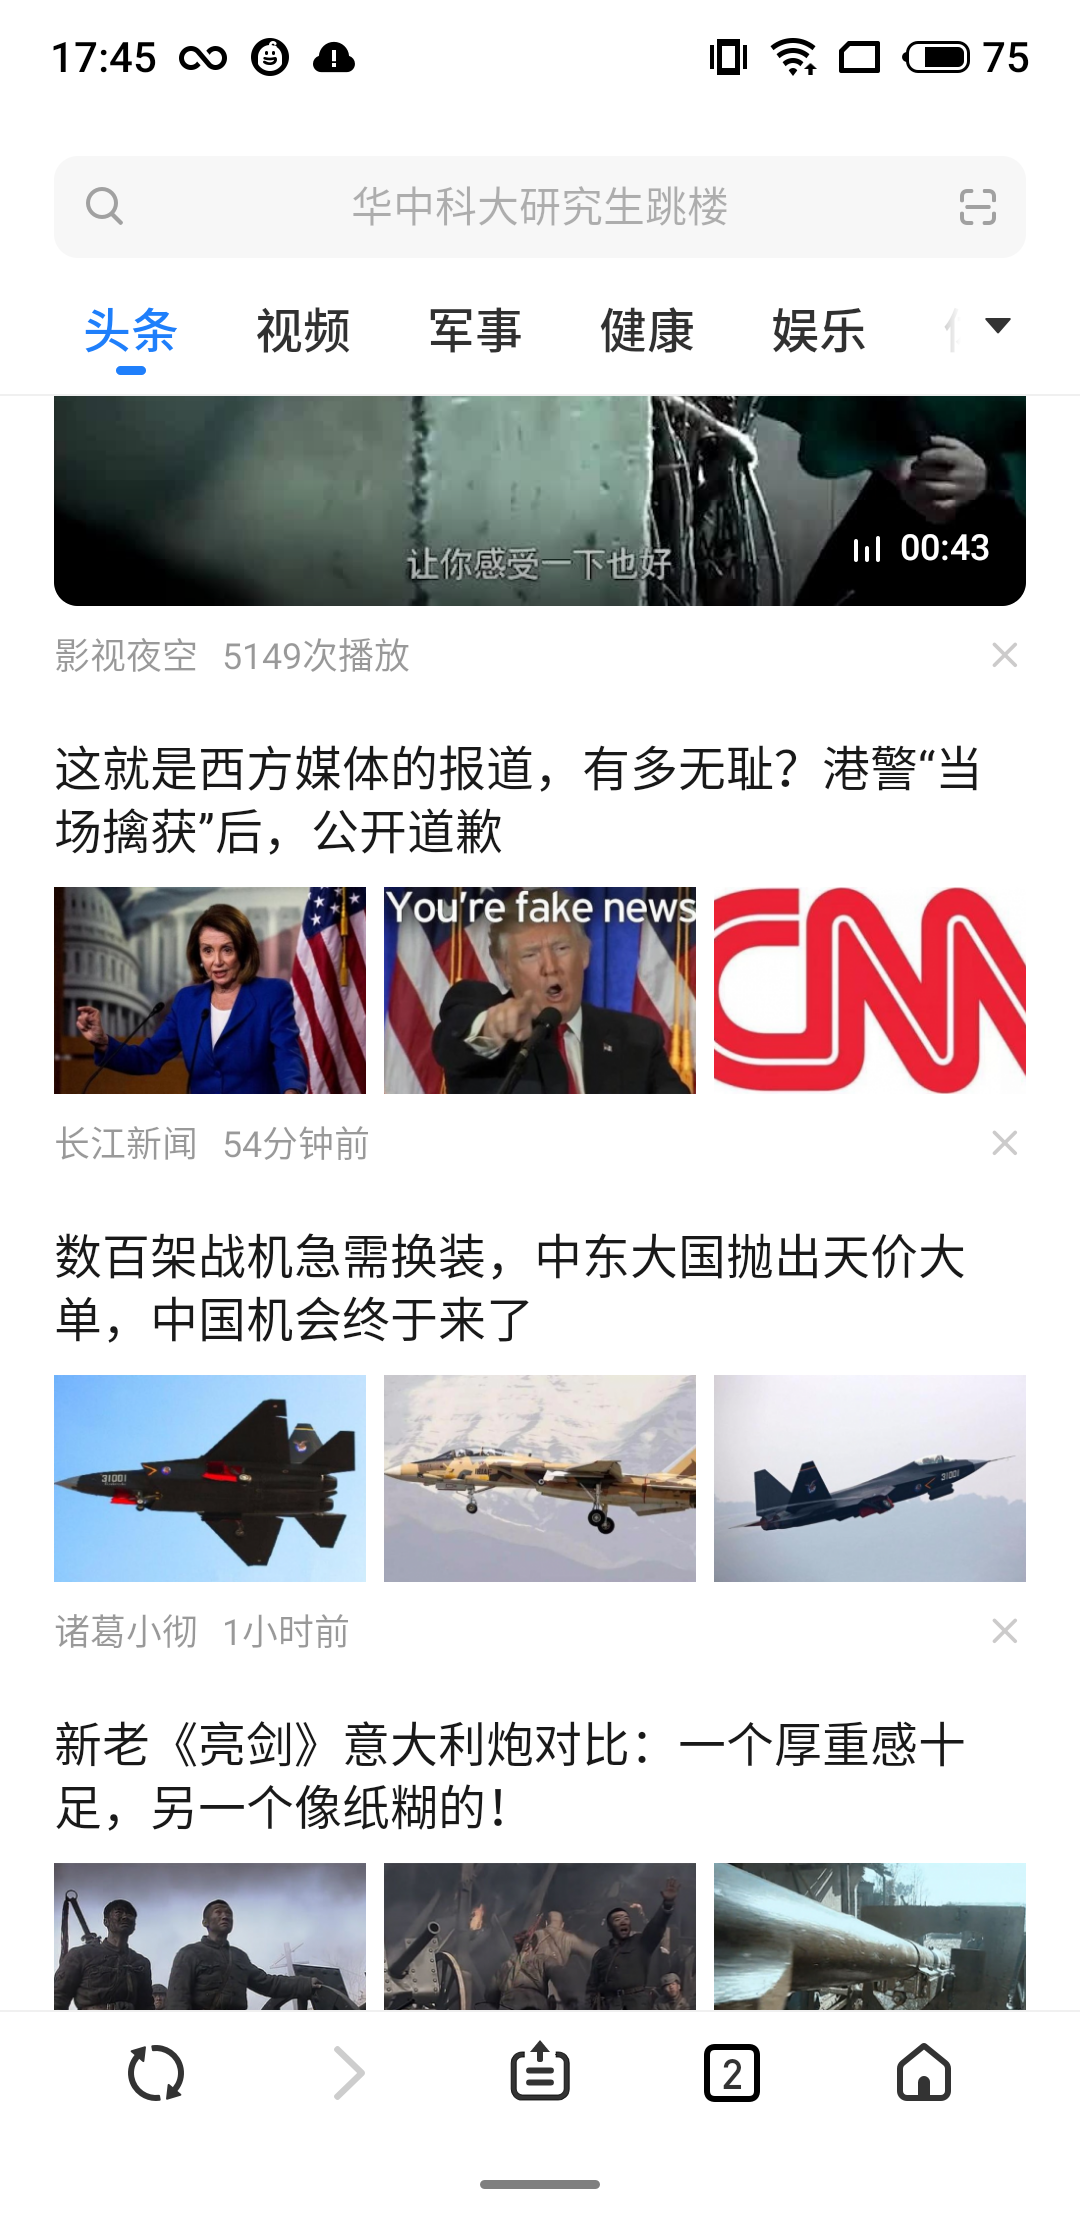 17:45
75
华中科大研究生跳楼
头条 视频 军事 健康 娱乐
让你感受一下也好
00:43
影视夜空 5149次播放
这就是西方媒体的报道，有多无耻？港警“当
场擒获”后，公开道歉
You're fake news
CNN
长江新闻 54分钟前
数百架战机急需换装，中东大国抛出天价大
单，中国机会终于来了
31001
31001
诸葛小彻 1小时前
新老《亮剑》意大利炮对比：一个厚重感十
足，另一个像纸糊的！
2